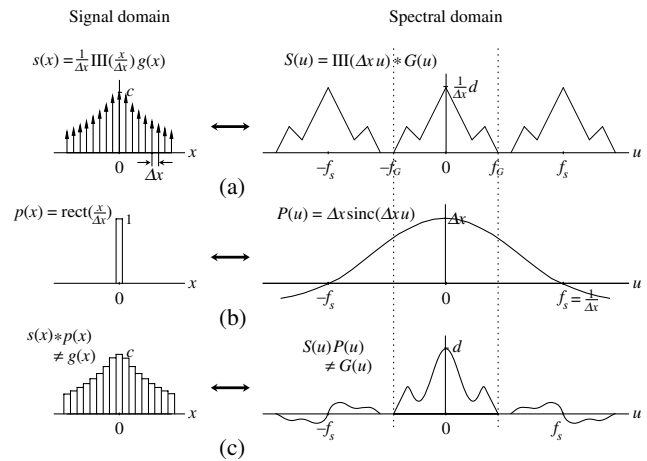 Signal domain
Spectral domain
s(x) = 1/Δx III(x/Δx) g(x)
S(u) = III(Δx u) * G(u)
c
1/Δx d
x
u
0
Δx
−f_s
−f_G
0
f_G
f_s
(a)
p(x) = rect(x/Δx)
P(u) = Δx sinc(Δx u)
1
Δx
x
u
0
−f_s
0
f_s = 1/Δx
(b)
s(x) * p(x)
≠ g(x)
S(u)P(u)
≠ G(u)
c
d
x
u
0
−f_s
0
f_s
(c)